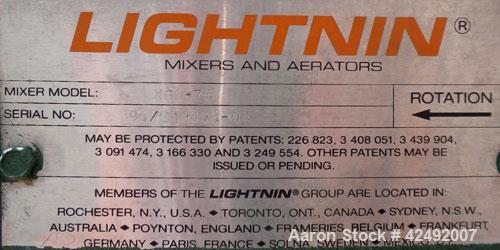 LIGHTNIN®
MIXERS AND AERATORS
MIXER MODEL:
SERIAL NO:
ROTATION
MAY BE PROTECTED BY PATENTS: 226 823, 3 408 051, 3 439 904,
3 091 474, 3 166 330 AND 3 249 554. OTHER PATENTS MAY BE
ISSUED OR PENDING.
MEMBERS OF THE LIGHTNIN® GROUP ARE LOCATED IN:
ROCHESTER, N.Y., U.S.A. • TORONTO, ONT., CANADA • SYDNEY, N.S.W.,
AUSTRALIA • POYNTON, ENGLAND • FRAMERIES, BELGIUM
GERMANY • PARIS, FRANCE • SOLNA, SWEDEN
Aaron Stock # 42492007